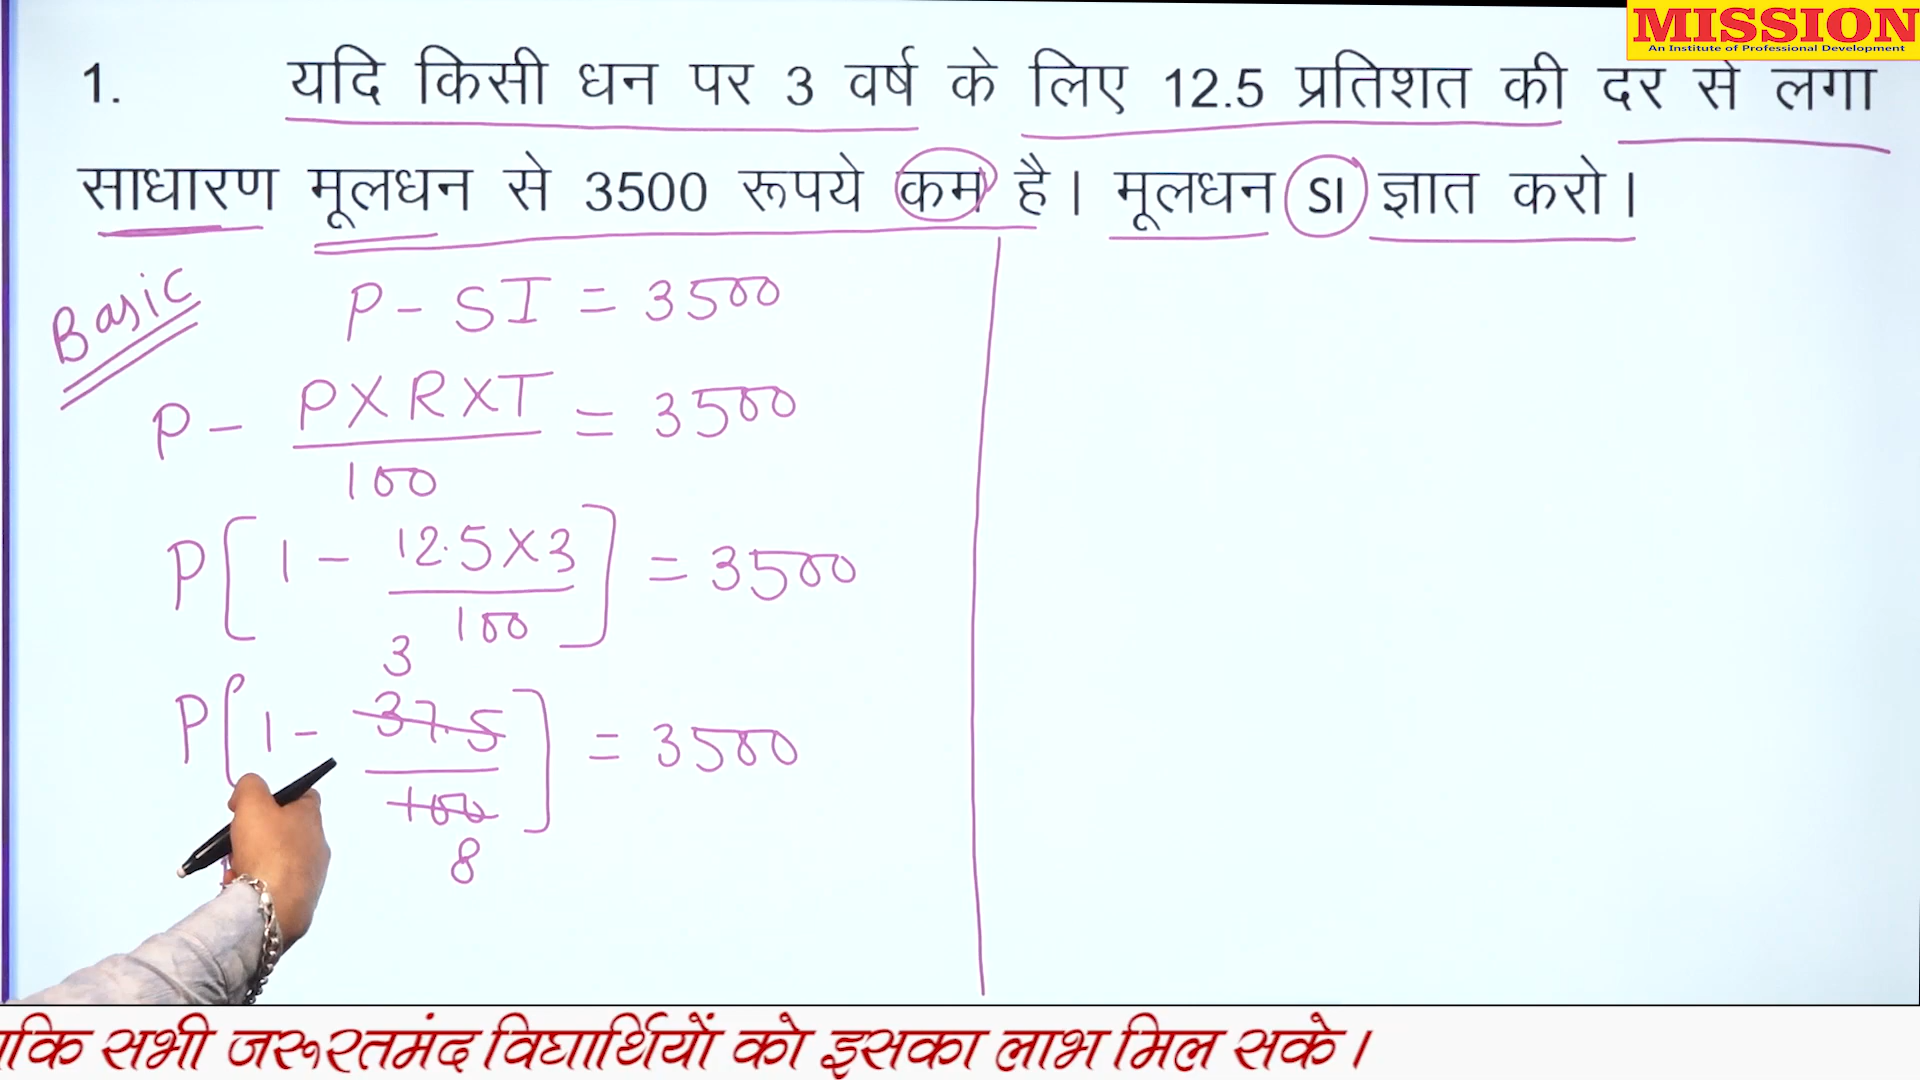 MISSION
An Institute of Professional Development
1. यदि किसी धन पर 3 वर्ष के लिए 12.5 प्रतिशत की दर से लगा
साधारण मूलधन से 3500 रूपये कम है। मूलधन SI ज्ञात करो।
Basic
P - SI = 3500
P - P×R×T/100 = 3500
P[1 - 12.5×3/100] = 3500
3
P[1 - 37.5/100] = 3500
8
कि सभी जरूरतमंद विद्यार्थियों को इसका लाभ मिल सके।